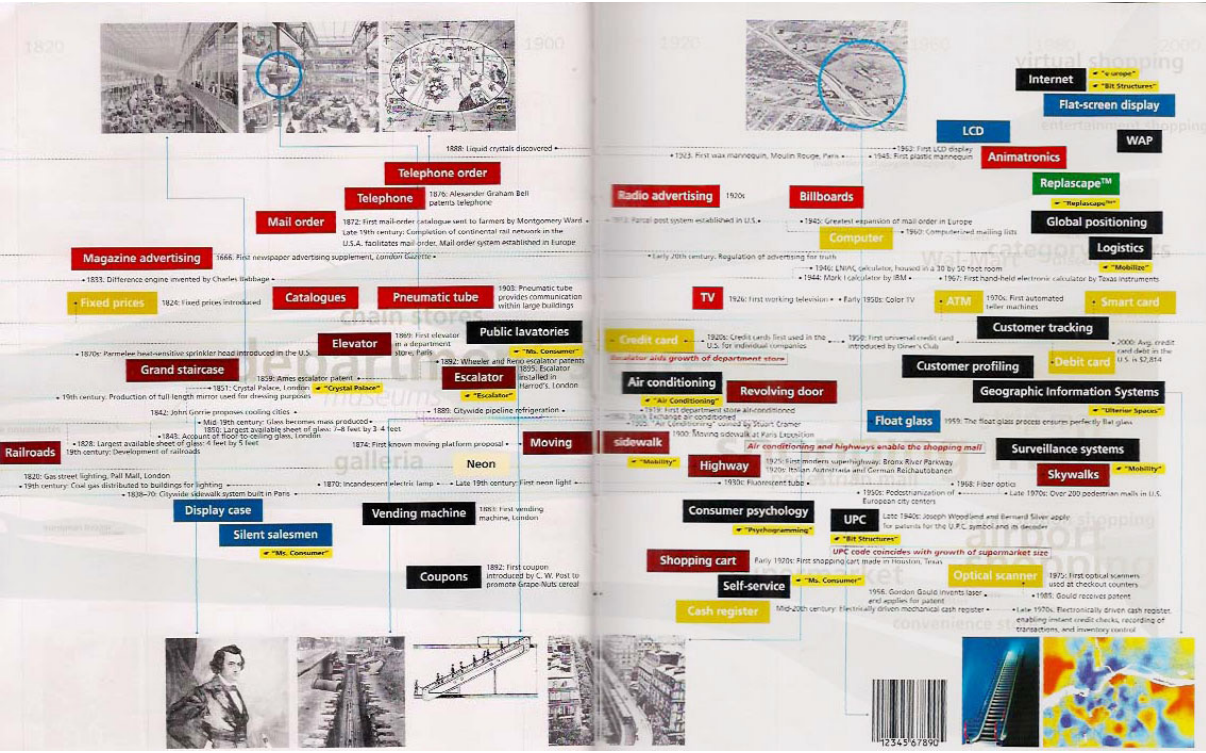 1820
1900
1920
1980
2000
virtual shopping
Internet
☛ "Bit Structures"
Flat-screen display
entertainment shopping
LCD
WAP
1888: Liquid crystals discovered
• 1923: First wax mannequin, Moulin Rouge, Paris •
• 1963: First LCD display
• 1945: First plastic mannequin
Animatronics
Telephone order
Replascape™
☛ "Replascape™"
Telephone
1876: Alexander Graham Bell
patents telephone
Radio advertising
1920s
Billboards
Mail order
1872: First mail-order catalogue sent to farmers by Montgomery Ward •
Late 19th century: Completion of continental rail network in the
U.S.A. facilitates mail order. Mail order system established in Europe
Parcel post system established in U.S. •
• 1945: Greatest expansion of mail order in Europe
Computer
• 1960: Computerized mailing lists
Global positioning
Logistics
☛ "Mobilize"
Wal-Mart
Magazine advertising
1666: First newspaper advertising supplement, London Gazette •
• Early 20th century: Regulation of advertising for truth
• 1833: Difference engine invented by Charles Babbage •
• 1946: ENIAC calculator, housed in a 30 by 50 foot room
• 1944: Mark I calculator by IBM •
• 1967: First hand-held electronic calculator by Texas Instruments
Fixed prices
1824: Fixed prices introduced
Catalogues
Pneumatic tube
1903: Pneumatic tube
provides communication
within large buildings
TV
1926: First working television •
• Early 1950s: Color TV
ATM
1970s: First automated
teller machines
Smart card
chain stores
Elevator
1869: First elevator
in a department
store, Paris
Public lavatories
☛ "Ms. Consumer"
Credit card
• 1920s: Credit cards first used in the
U.S. for individual companies
• 1950: First universal credit card
introduced by Diner's Club
Customer tracking
• 2000: Avg. credit
card debt in the
U.S. is $2,814
Debit card
Escalator aids growth of department store
• 1870s: Parmelee heat-sensitive sprinkler head introduced in the U.S.
Grand staircase
• 1892: Wheeler and Reno escalator patents
Escalator
1895: Escalator
installed in
Harrod's, London
☛ "Escalator"
1859: Ames escalator patent •
• 1851: Crystal Palace, London
☛ "Crystal Palace"
• 19th century: Production of full-length mirror used for dressing purposes
museums
Air conditioning
☛ "Air Conditioning"
Revolving door
Customer profiling
Geographic Information Systems
☛ "Ulterior Spaces"
1842: John Gorrie proposes cooling cities •
• 1889: Citywide pipeline refrigeration •
• 1919: First department store air-conditioned
Exchange air conditioned
"Air Conditioning" coined by Stuart Cramer
• Mid-19th century: Glass becomes mass produced •
1850: Largest available sheet of glass: 7–8 feet by 3–4 feet
• 1843: Account of floor-to-ceiling glass, London
• 1828: Largest available sheet of glass: 4 feet by 5 feet
Float glass
1959: The float glass process ensures perfectly flat glass
Railroads
19th century: Development of railroads
1874: First known moving platform proposal •
Moving
sidewalk
1900: Moving sidewalk at Paris Exposition
☛ "Mobility"
Air conditioning and highways enable the shopping mall
galleria
Neon
Highway
• 1925: First modern superhighway: Bronx River Parkway
1920s: Italian Autostrada and German Reichautobanen
Surveillance systems
Skywalks
☛ "Mobility"
1820: Gas street lighting, Pall Mall, London
• 19th century: Coal gas distributed to buildings for lighting •
• 1870: Incandescent electric lamp •
• Late 19th century: First neon light •
• 1930: Fluorescent tube •
• 1968: Fiber optics
• 1838–70: Citywide sidewalk system built in Paris •
• 1950s: Pedestrianization of
European city centers
• Late 1970s: Over 200 pedestrian malls in U.S.
Display case
Vending machine
1883: First vending
machine, London
Consumer psychology
☛ "Psychogramming"
UPC
Late 1940s: Joseph Woodland and Bernard Silver apply
for patents for the U.P.C. symbol and its decoder
☛ "Bit Structures"
Silent salesmen
☛ "Ms. Consumer"
UPC code coincides with growth of supermarket size
airport
shopping
Shopping cart
Early 1920s: First shopping cart made in Houston, Texas
Coupons
1892: First coupon
introduced by C. W. Post to
promote Grape-Nuts cereal
Self-service
☛ "Ms. Consumer"
1956: Gordon Gould invents laser
and applies for patent
Optical scanner
1975: First optical scanners
used at checkout counters
• 1985: Gould receives patent
Cash register
Mid-20th century: Electrically driven mechanical cash register •
• Late 1970s: Electronically driven cash register,
enabling instant credit checks, recording of
transactions, and inventory control
12345 67890